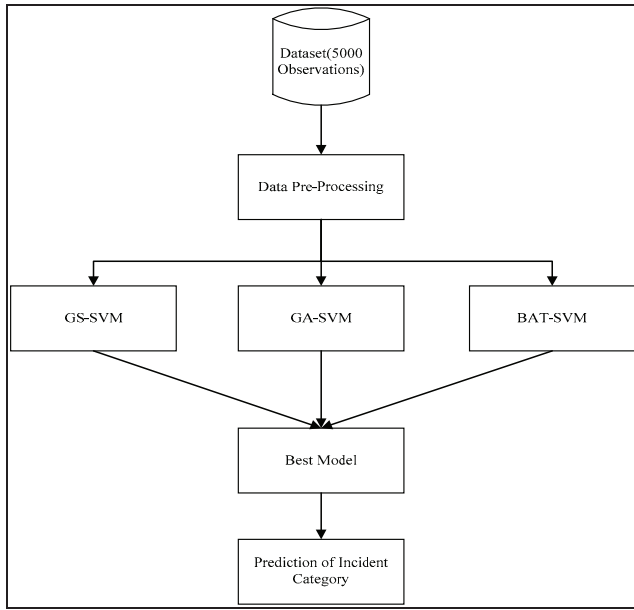 Dataset(5000
Observations)
Data Pre-Processing
GS-SVM
GA-SVM
BAT-SVM
Best Model
Prediction of Incident
Category